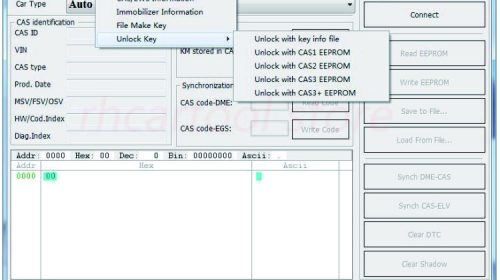 Car Type
Auto
Immobilizer Information
File Make Key
Unlock Key
Unlock with key info file
Unlock with CAS1 EEPROM
Unlock with CAS2 EEPROM
Unlock with CAS3 EEPROM
Unlock with CAS3+ EEPROM
CAS identification
CAS ID
VIN
CAS type
Prod. Date
MSV/FSV/OSV
HW/Cod.Index
Diag.Index
KM stored in CAS
Synchronization
CAS code-DME:
Read Code
CAS code-EGS:
Write Code
Connect
Read EEPROM
Write EEPROM
Save to File...
Load From File...
Synch DME-CAS
Synch CAS-ELV
Clear DTC
Clear Shadow
Addr: 0000 Hex: 00 Dec: 0 Bin: 00000000 Ascii: .
Addr Hex Ascii
0000 00
rhcartool store